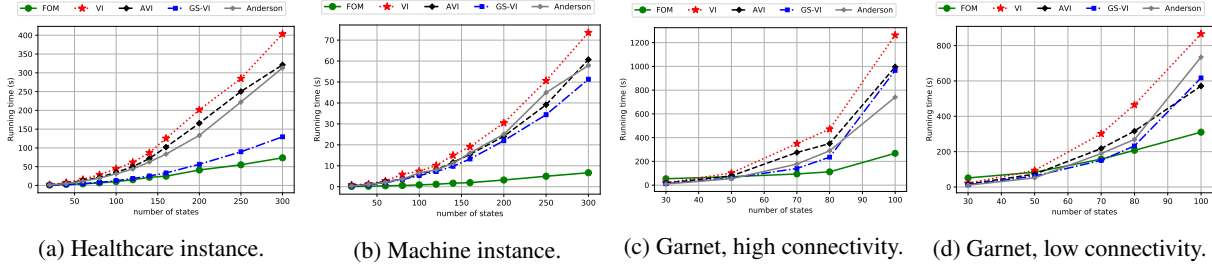 FOM VI AVI GS-VI Anderson
Running time (s)
400
350
300
250
200
150
100
50
0
50 100 150 200 250 300
number of states
(a) Healthcare instance.
FOM VI AVI GS-VI Anderson
Running time (s)
70
60
50
40
30
20
10
0
50 100 150 200 250 300
number of states
(b) Machine instance.
FOM VI AVI GS-VI Anderson
Running time (s)
1200
1000
800
600
400
200
0
30 40 50 60 70 80 90 100
number of states
(c) Garnet, high connectivity.
FOM VI AVI GS-VI Anderson
Running time (s)
800
600
400
200
0
30 40 50 60 70 80 90 100
number of states
(d) Garnet, low connectivity.